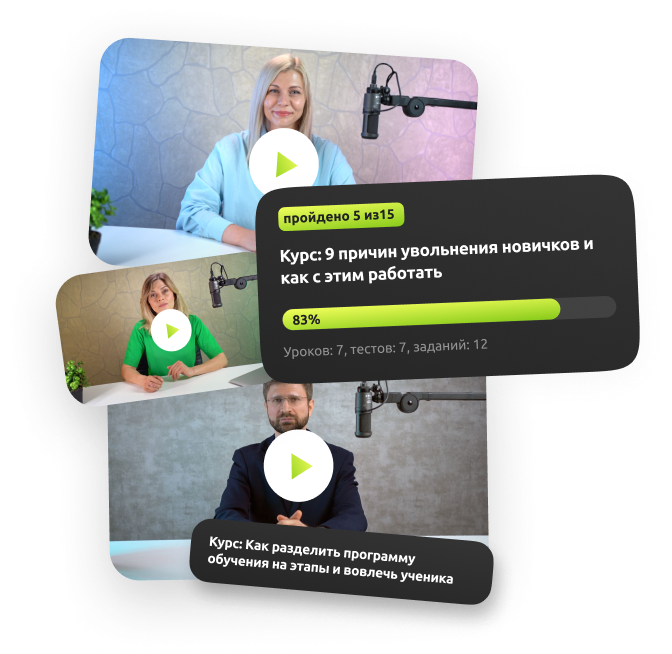 пройдено 5 из15
Курс: 9 причин увольнения новичков и
как с этим работать
83%
Уроков: 7, тестов: 7, заданий: 12
Курс: Как разделить программу
обучения на этапы и вовлечь ученика